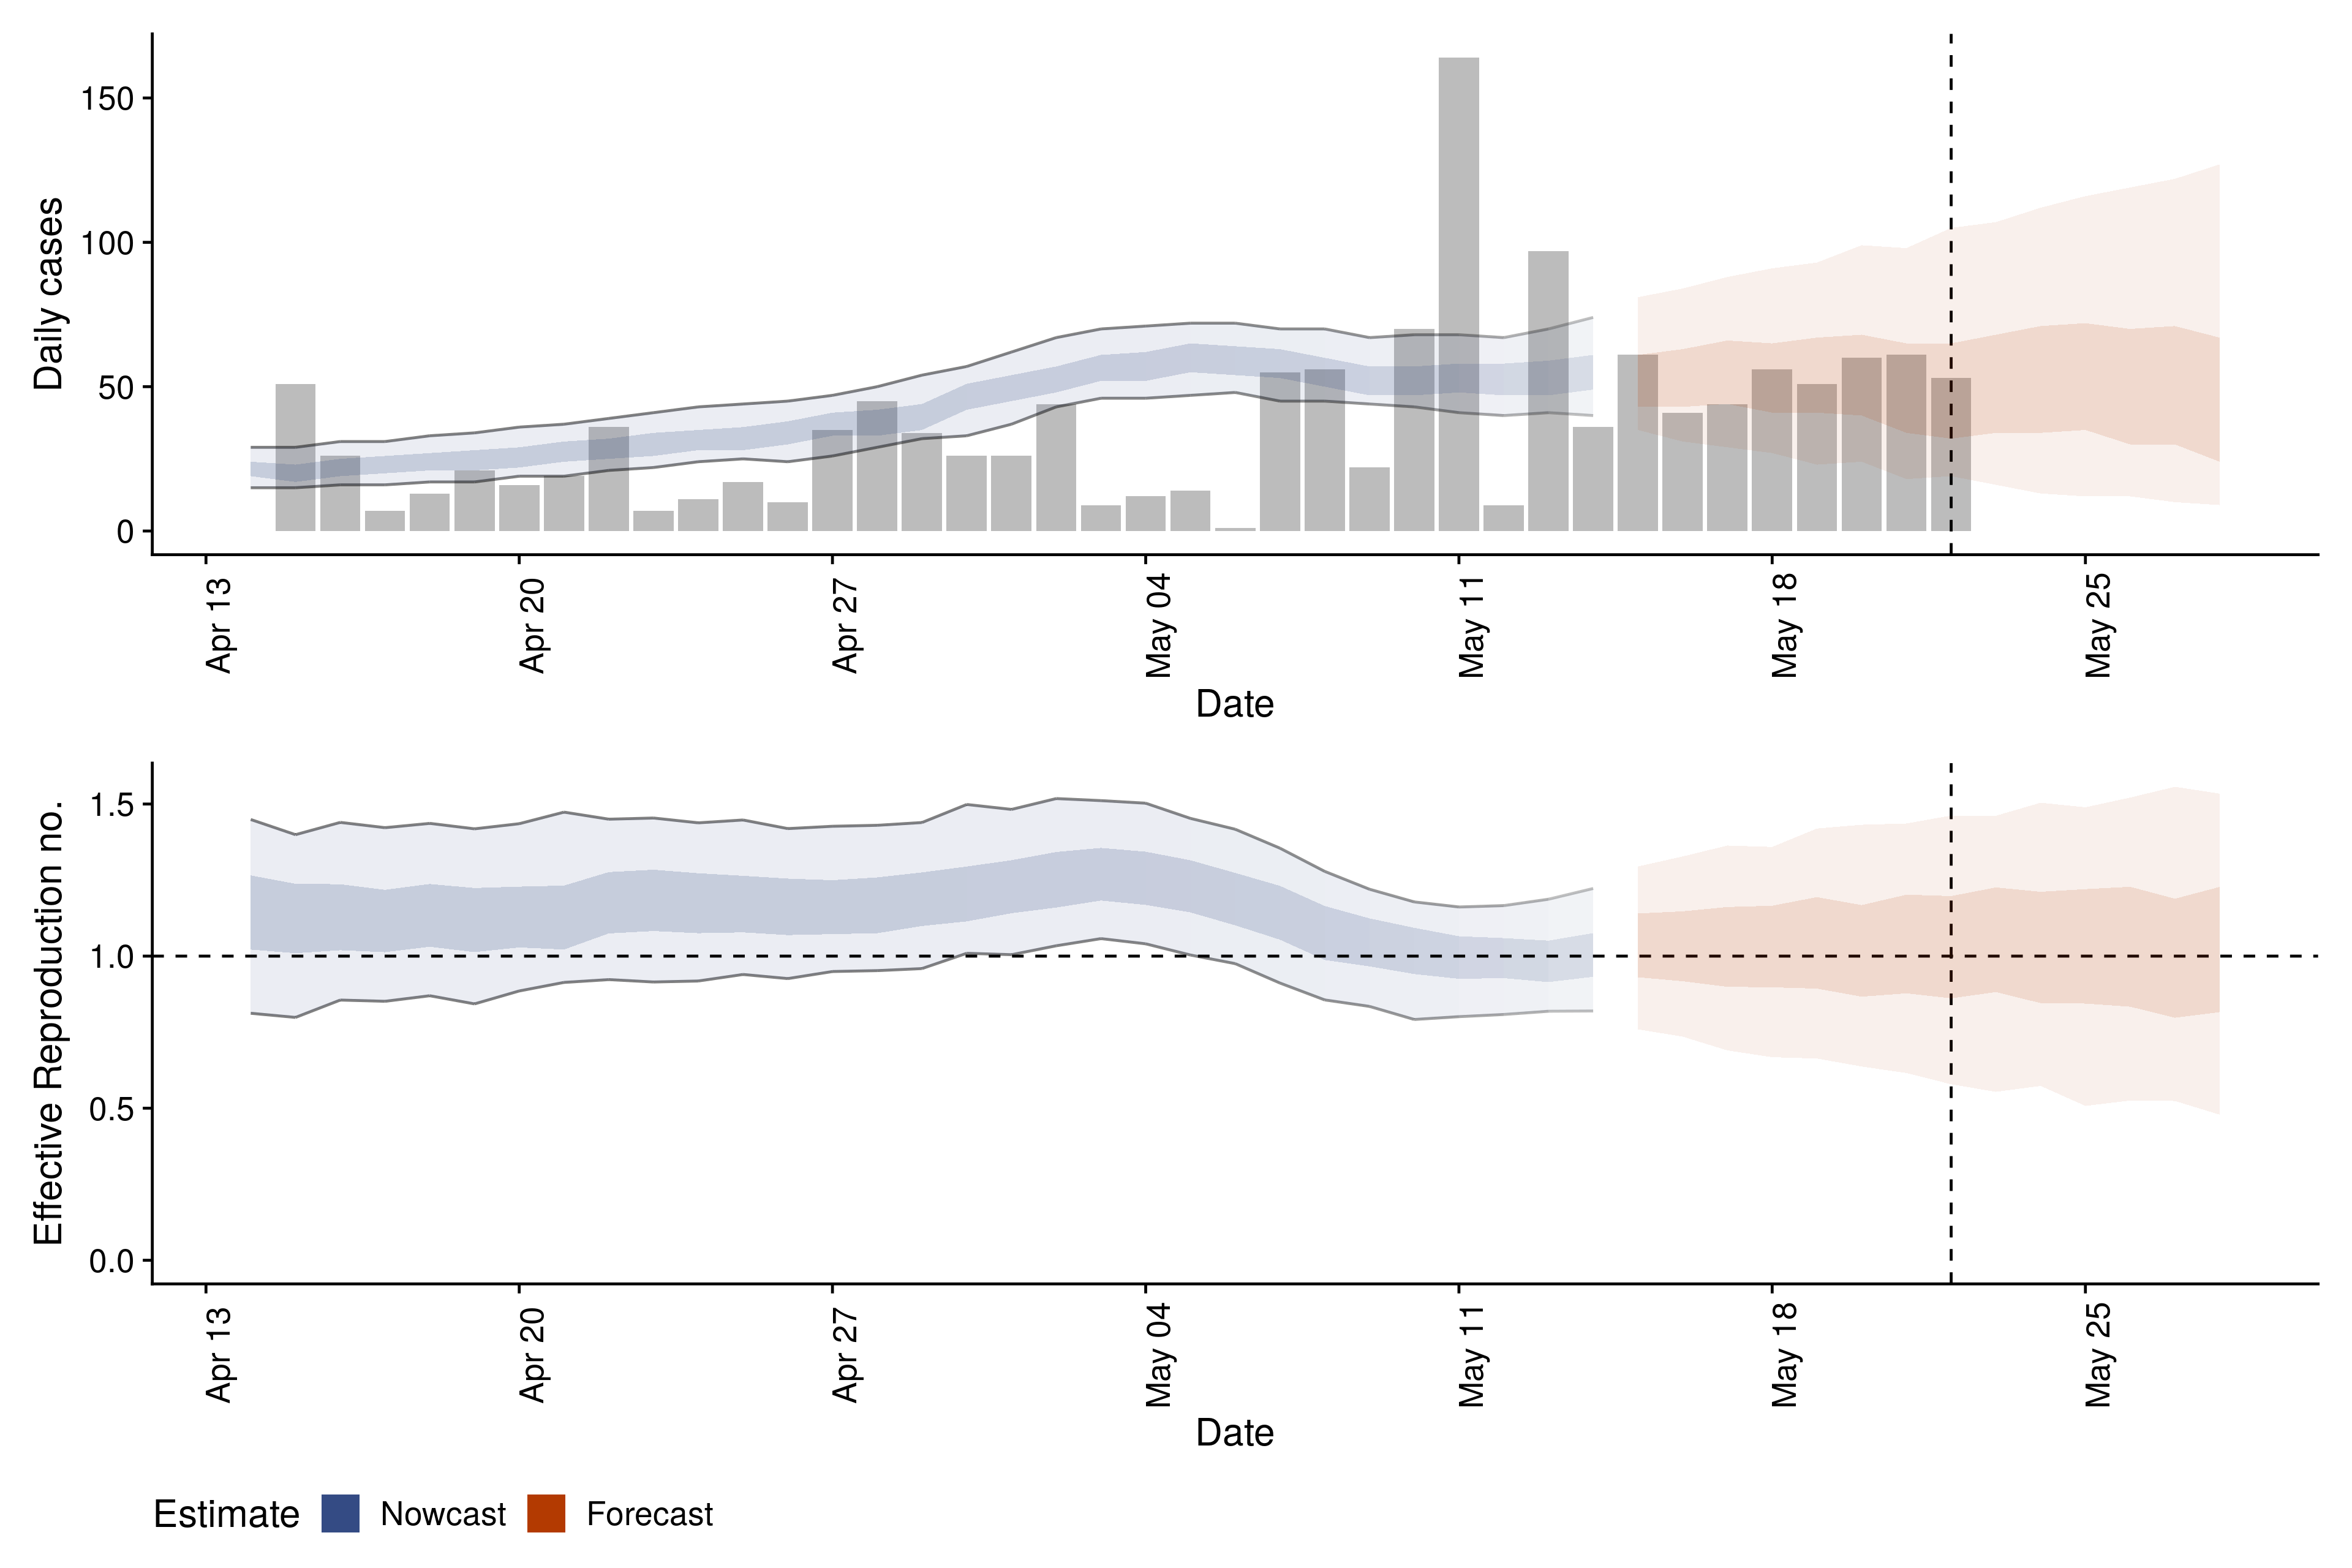 Daily cases
150
100
50
0
Apr 13
Apr 20
Apr 27
May 04
May 11
May 18
May 25
Date
Effective Reproduction no.
1.5
1.0
0.5
0.0
Apr 13
Apr 20
Apr 27
May 04
May 11
May 18
May 25
Date
Estimate Nowcast Forecast